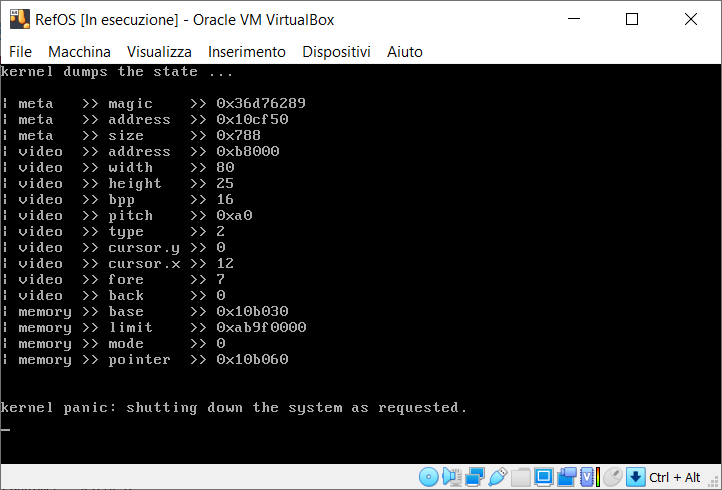 RefOS [In esecuzione] - Oracle VM VirtualBox
File Macchina Visualizza Inserimento Dispositivi Aiuto
kernel dumps the state ...
¦ meta >> magic >> 0x36d76289
¦ meta >> address >> 0x10cf50
¦ meta >> size >> 0x788
¦ video >> address >> 0xb8000
¦ video >> width >> 80
¦ video >> height >> 25
¦ video >> bpp >> 16
¦ video >> pitch >> 0xa0
¦ video >> type >> 2
¦ video >> cursor.y >> 0
¦ video >> cursor.x >> 12
¦ video >> fore >> 7
¦ video >> back >> 0
¦ memory >> base >> 0x10b030
¦ memory >> limit >> 0xab9f0000
¦ memory >> mode >> 0
¦ memory >> pointer >> 0x10b060
kernel panic: shutting down the system as requested.
_
Ctrl + Alt